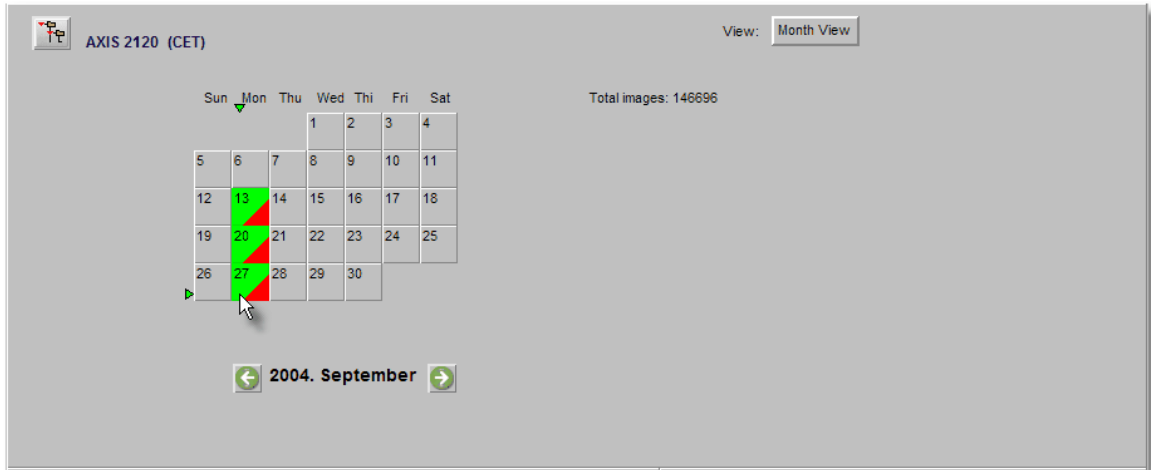 AXIS 2120 (CET)
View: Month View
Sun Mon Thu Wed Thi Fri Sat
Total images: 146696
1 2 3 4
5 6 7 8 9 10 11
12 13 14 15 16 17 18
19 20 21 22 23 24 25
26 27 28 29 30
2004. September